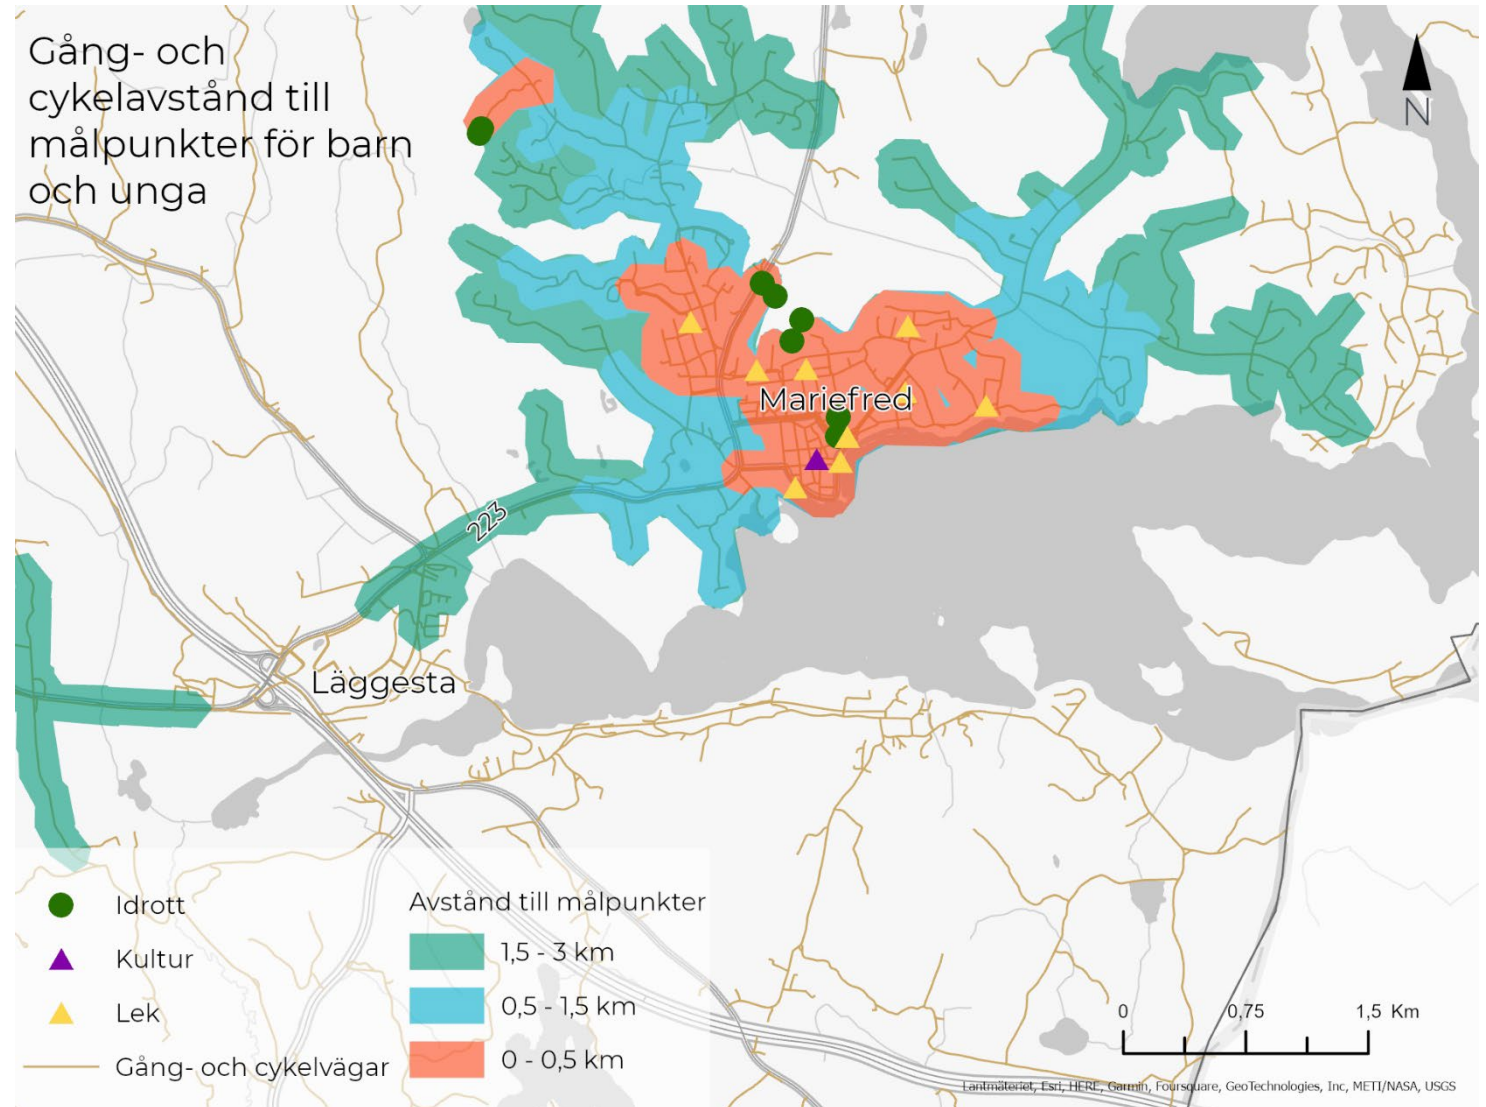 Gång- och
cykelavstånd till
målpunkter för barn
och unga
N
Mariefred
223
Läggesta
Idrott
Kultur
Lek
Gång- och cykelvägar
Avstånd till målpunkter
1,5 - 3 km
0,5 - 1,5 km
0 - 0,5 km
0 0,75 1,5 Km
Lantmäteriet, Esri, HERE, Garmin, Foursquare, GeoTechnologies, Inc, METI/NASA, USGS